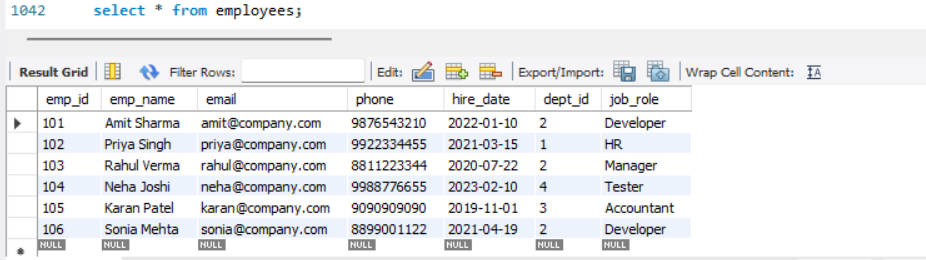 1042 select * from employees;
Result Grid Filter Rows: Edit: Export/Import: Wrap Cell Content:
emp_id emp_name email phone hire_date dept_id job_role
101 Amit Sharma amit@company.com 9876543210 2022-01-10 2 Developer
102 Priya Singh priya@company.com 9922334455 2021-03-15 1 HR
103 Rahul Verma rahul@company.com 8811223344 2020-07-22 2 Manager
104 Neha Joshi neha@company.com 9988776655 2023-02-10 4 Tester
105 Karan Patel karan@company.com 9090909090 2019-11-01 3 Accountant
106 Sonia Mehta sonia@company.com 8899001122 2021-04-19 2 Developer
NULL NULL NULL NULL NULL NULL NULL